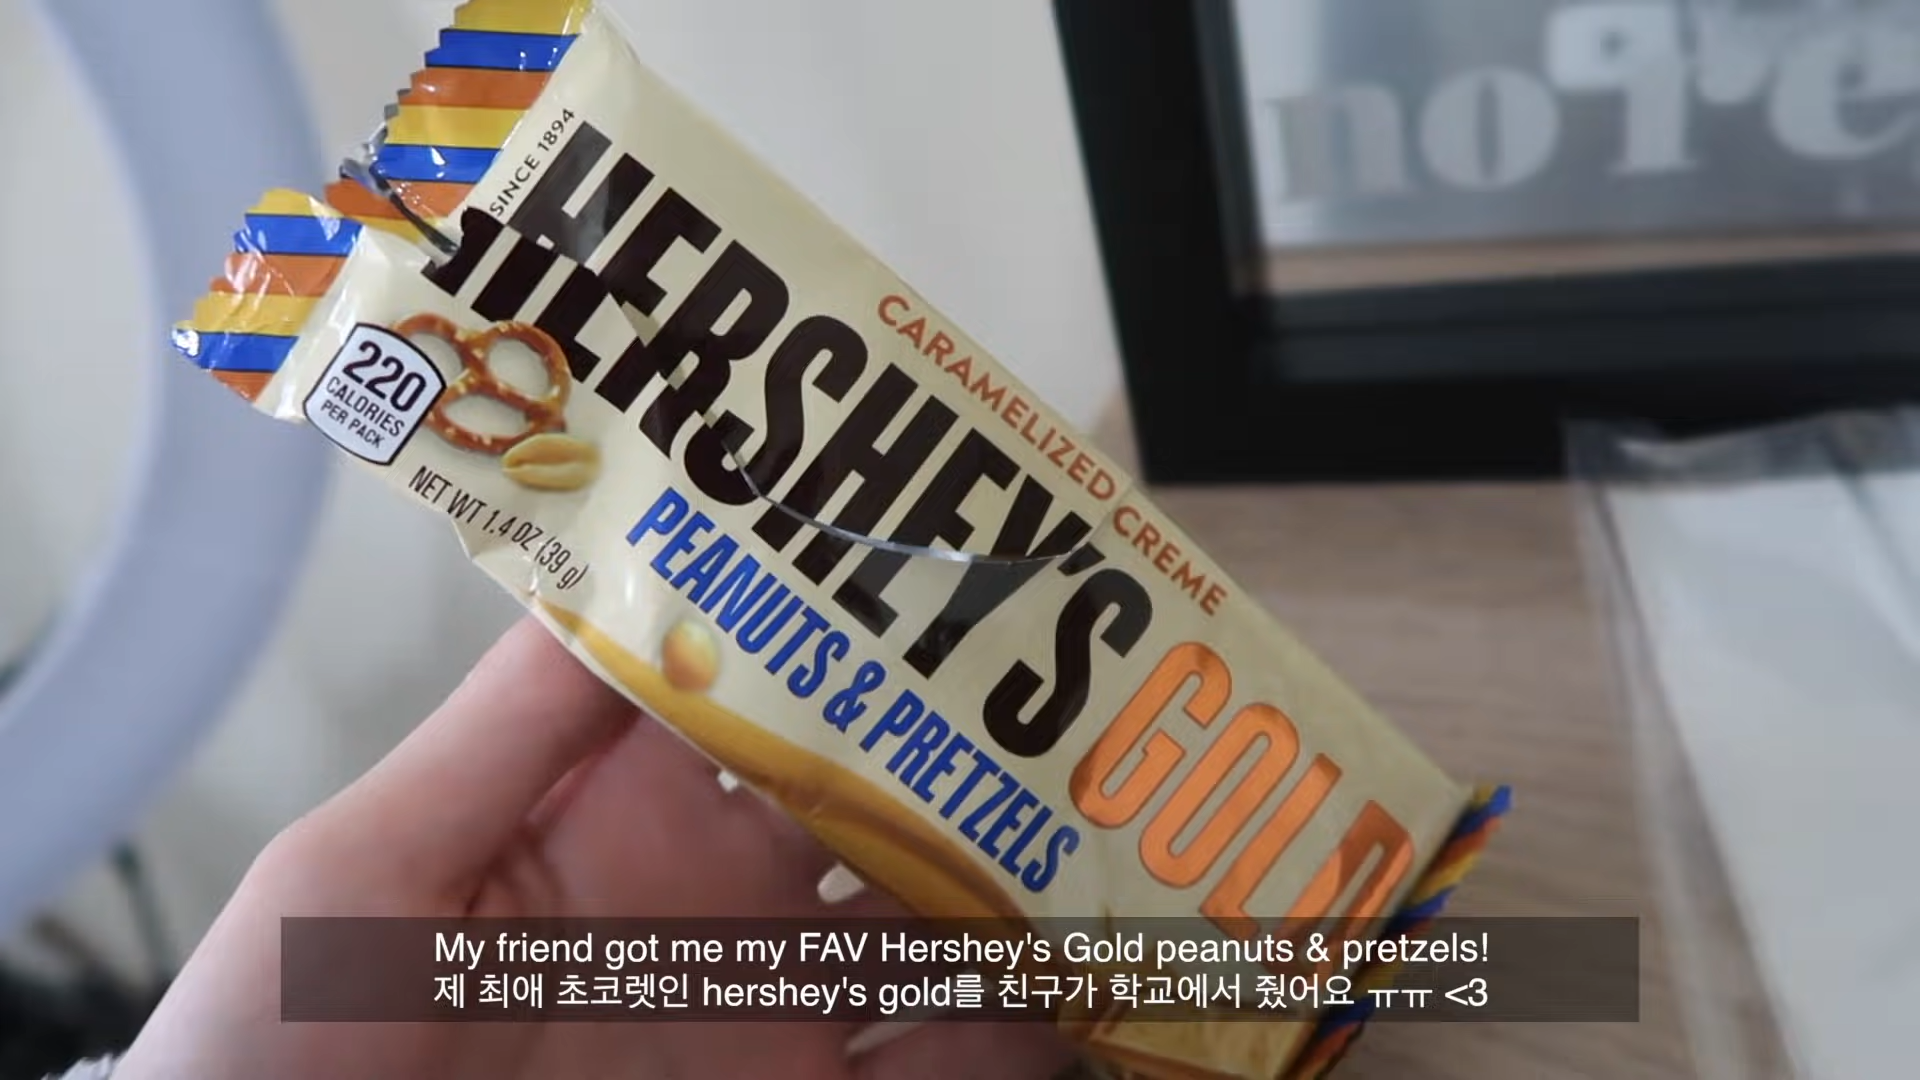 SINCE 1894
HERSHEY'S
CARAMELIZED CREME
GOLD
PEANUTS & PRETZELS
220
CALORIES
PER PACK
NET WT 1.4 OZ (39 g)
My friend got me my FAV Hershey's Gold peanuts & pretzels!
제 최애 초코렛인 hershey's gold를 친구가 학교에서 줬어요 ㅠㅠ <3